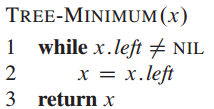 TREE-MINIMUM(x)
1 while x.left ≠ NIL
2 x = x.left
3 return x